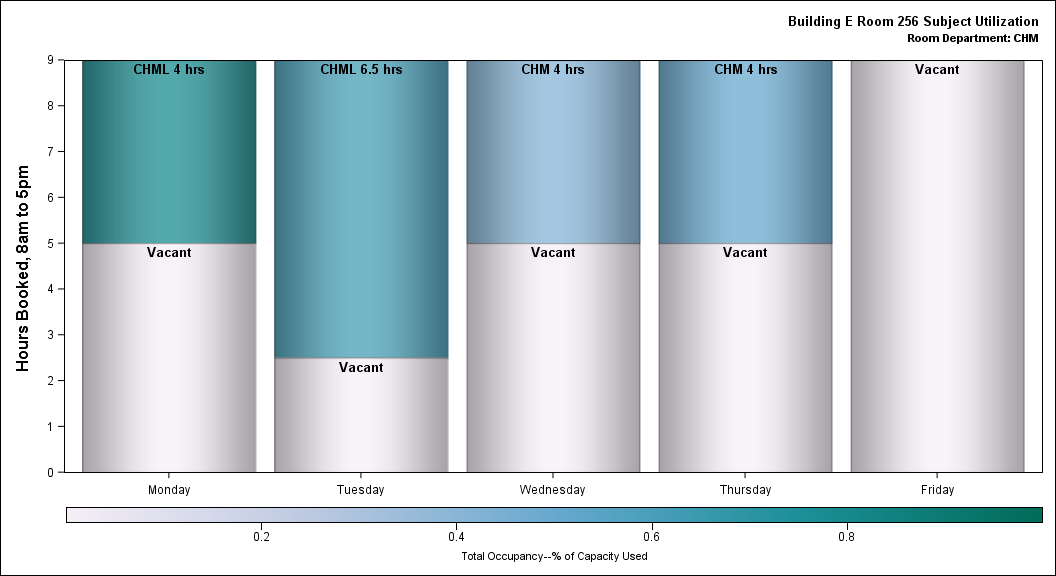 Building E Room 256 Subject Utilization
Room Department: CHM
Hours Booked, 8am to 5pm
9
8
7
6
5
4
3
2
1
0
CHML 4 hrs
Vacant
CHML 6.5 hrs
Vacant
CHM 4 hrs
Vacant
CHM 4 hrs
Vacant
Vacant
Monday
Tuesday
Wednesday
Thursday
Friday
0.2
0.4
0.6
0.8
Total Occupancy--% of Capacity Used